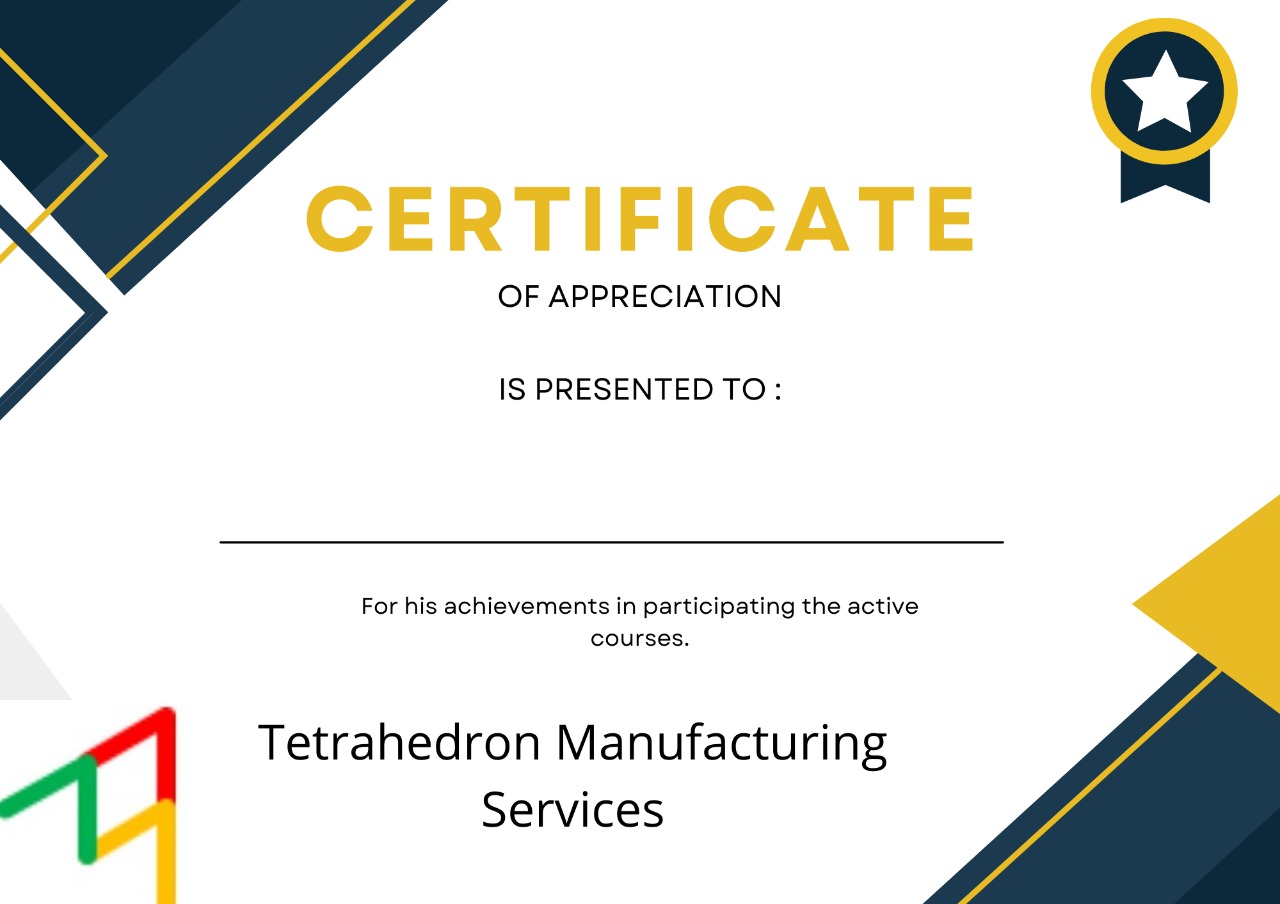 CERTIFICATE
OF APPRECIATION
IS PRESENTED TO :
For his achievements in participating the active
courses.
Tetrahedron Manufacturing
Services